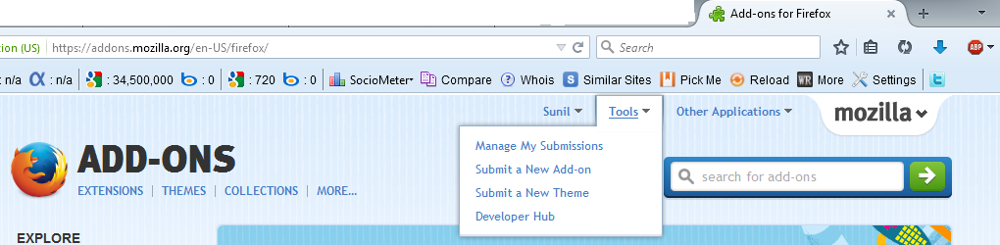 Add-ons for Firefox
tion (US) https://addons.mozilla.org/en-US/firefox/ Search ABP
: n/a α : n/a g : 34,500,000 b : 0 g : 720 b : 0 SocioMeter Compare ? Whois S Similar Sites Pick Me Reload WR More Settings
Sunil Tools Other Applications mozilla
ADD-ONS
EXTENSIONS | THEMES | COLLECTIONS | MORE...
Manage My Submissions
Submit a New Add-on
Submit a New Theme
Developer Hub
search for add-ons
EXPLORE